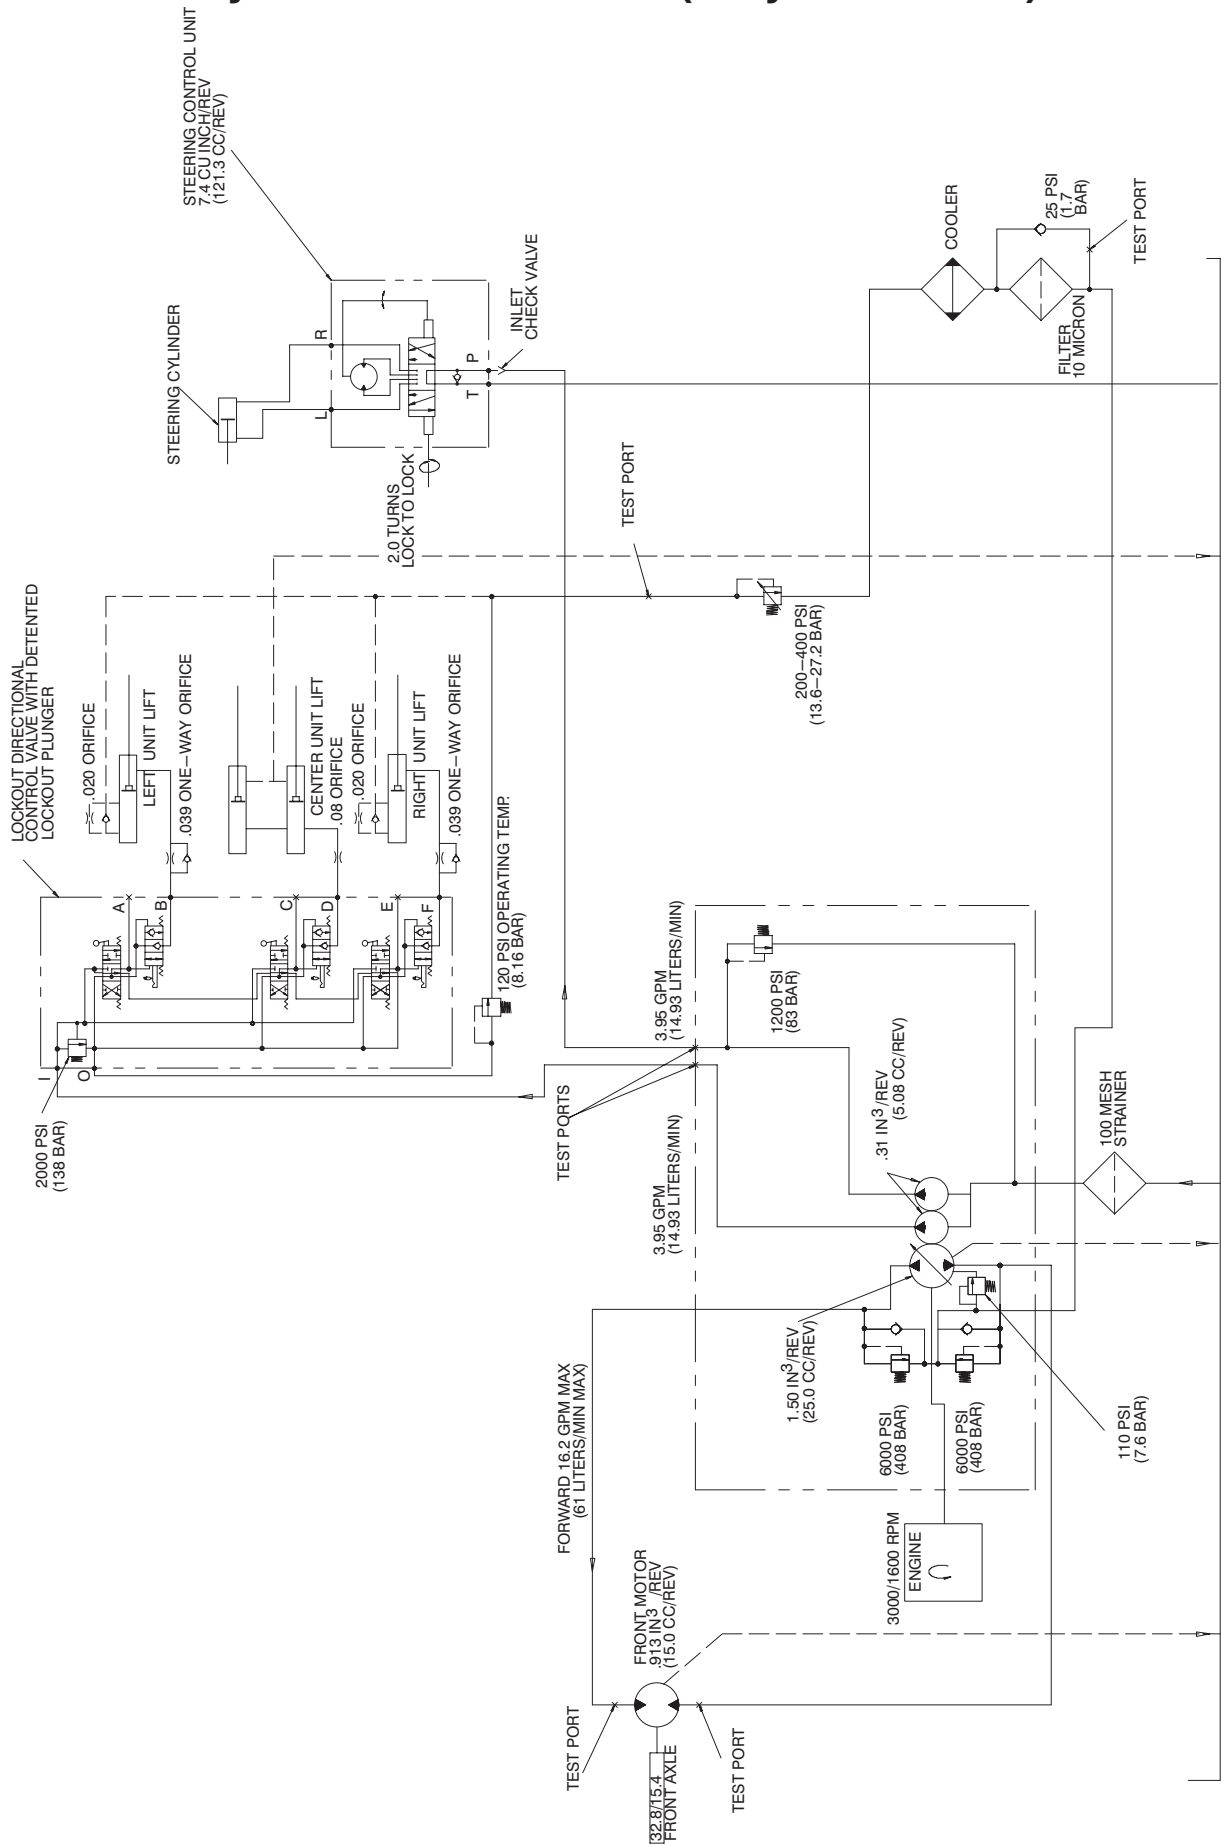 STEERING CONTROL UNIT
7.4 CU INCH/REV
(121.3 CC/REV)
STEERING CYLINDER
L
R
T
P
INLET
CHECK VALVE
2.0 TURNS
LOCK TO LOCK
COOLER
25 PSI
(1.7
BAR)
TEST PORT
FILTER
10 MICRON
TEST PORT
200–400 PSI
(13.6–27.2 BAR)
LOCKOUT DIRECTIONAL
CONTROL VALVE WITH DETENTED
LOCKOUT PLUNGER
.020 ORIFICE
LEFT UNIT LIFT
.039 ONE–WAY ORIFICE
CENTER UNIT LIFT
.08 ORIFICE
.020 ORIFICE
RIGHT UNIT LIFT
.039 ONE–WAY ORIFICE
A
B
C
D
E
F
I
O
2000 PSI
(138 BAR)
120 PSI OPERATING TEMP.
(8.16 BAR)
TEST PORTS
3.95 GPM
(14.93 LITERS/MIN)
3.95 GPM
(14.93 LITERS/MIN)
1200 PSI
(83 BAR)
.31 IN3/REV
(5.08 CC/REV)
100 MESH
STRAINER
1.50 IN3/REV
(25.0 CC/REV)
6000 PSI
(408 BAR)
6000 PSI
(408 BAR)
110 PSI
(7.6 BAR)
FORWARD 16.2 GPM MAX
(61 LITERS/MIN MAX)
3000/1600 RPM
ENGINE
FRONT MOTOR
.913 IN3 /REV
(15.0 CC/REV)
TEST PORT
TEST PORT
32.8/15.4
FRONT AXLE